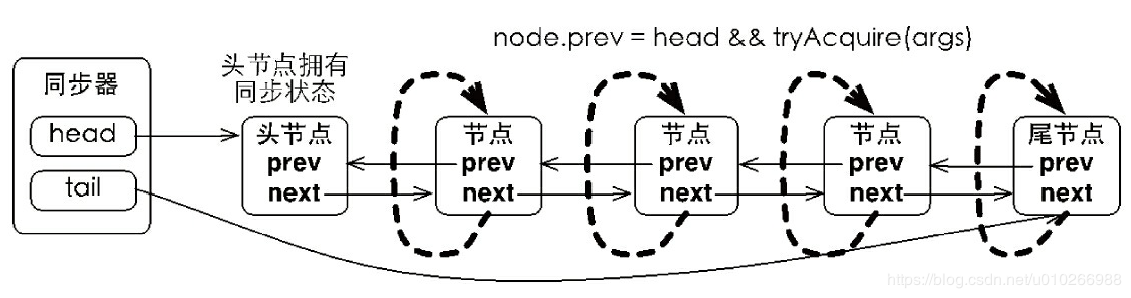 node.prev = head && tryAcquire(args)
同步器
head
tail
头节点拥有
同步状态
头节点
prev
next
节点
prev
next
节点
prev
next
节点
prev
next
尾节点
prev
next
https://blog.csdn.net/u010266988